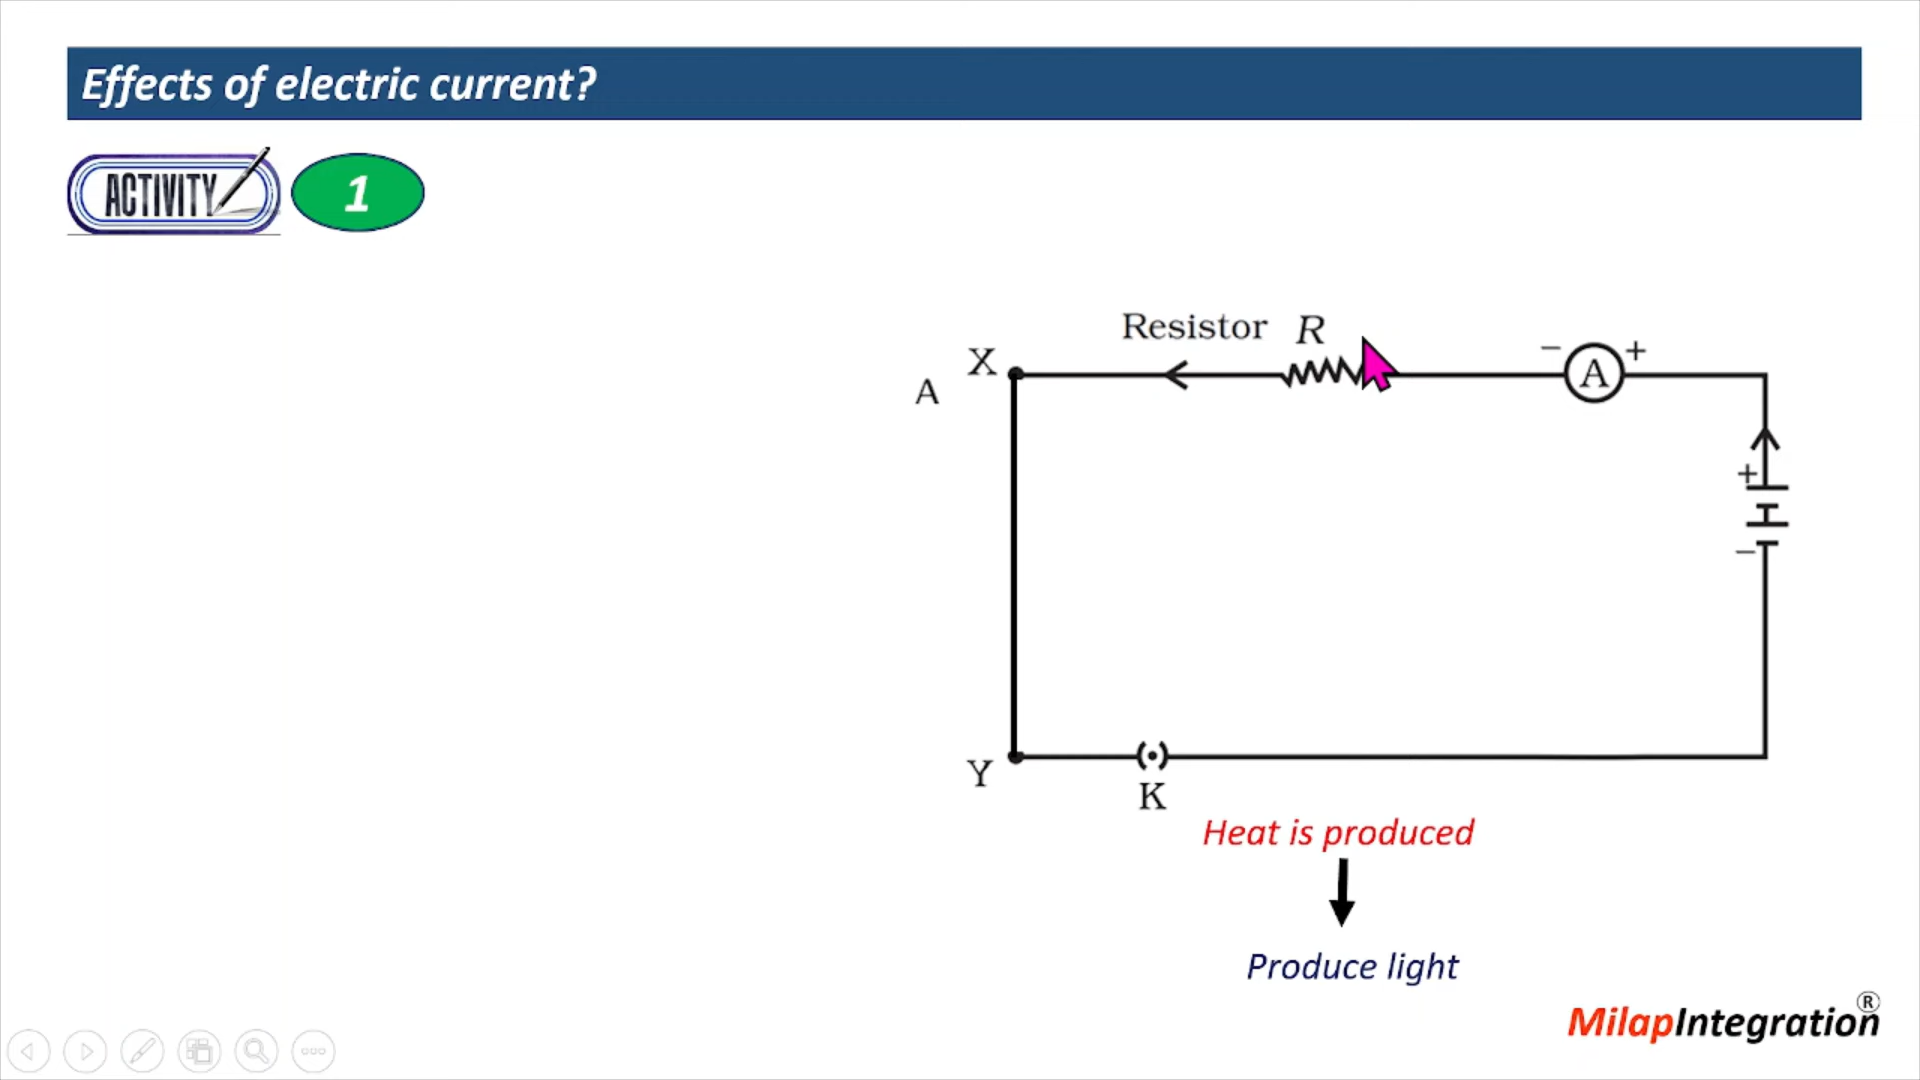 Effects of electric current?
ACTIVITY 1
Resistor R
X
A
− A +
+
−
Y
K
Heat is produced
Produce light
MilapIntegration®